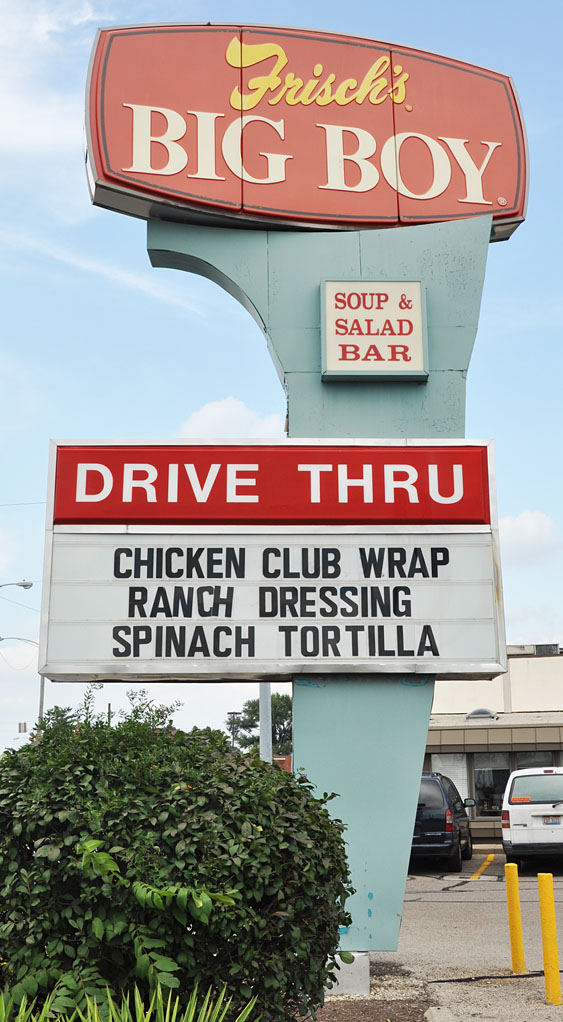 Frisch's
BIG BOY®
SOUP &
SALAD
BAR
DRIVE THRU
CHICKEN CLUB WRAP
RANCH DRESSING
SPINACH TORTILLA